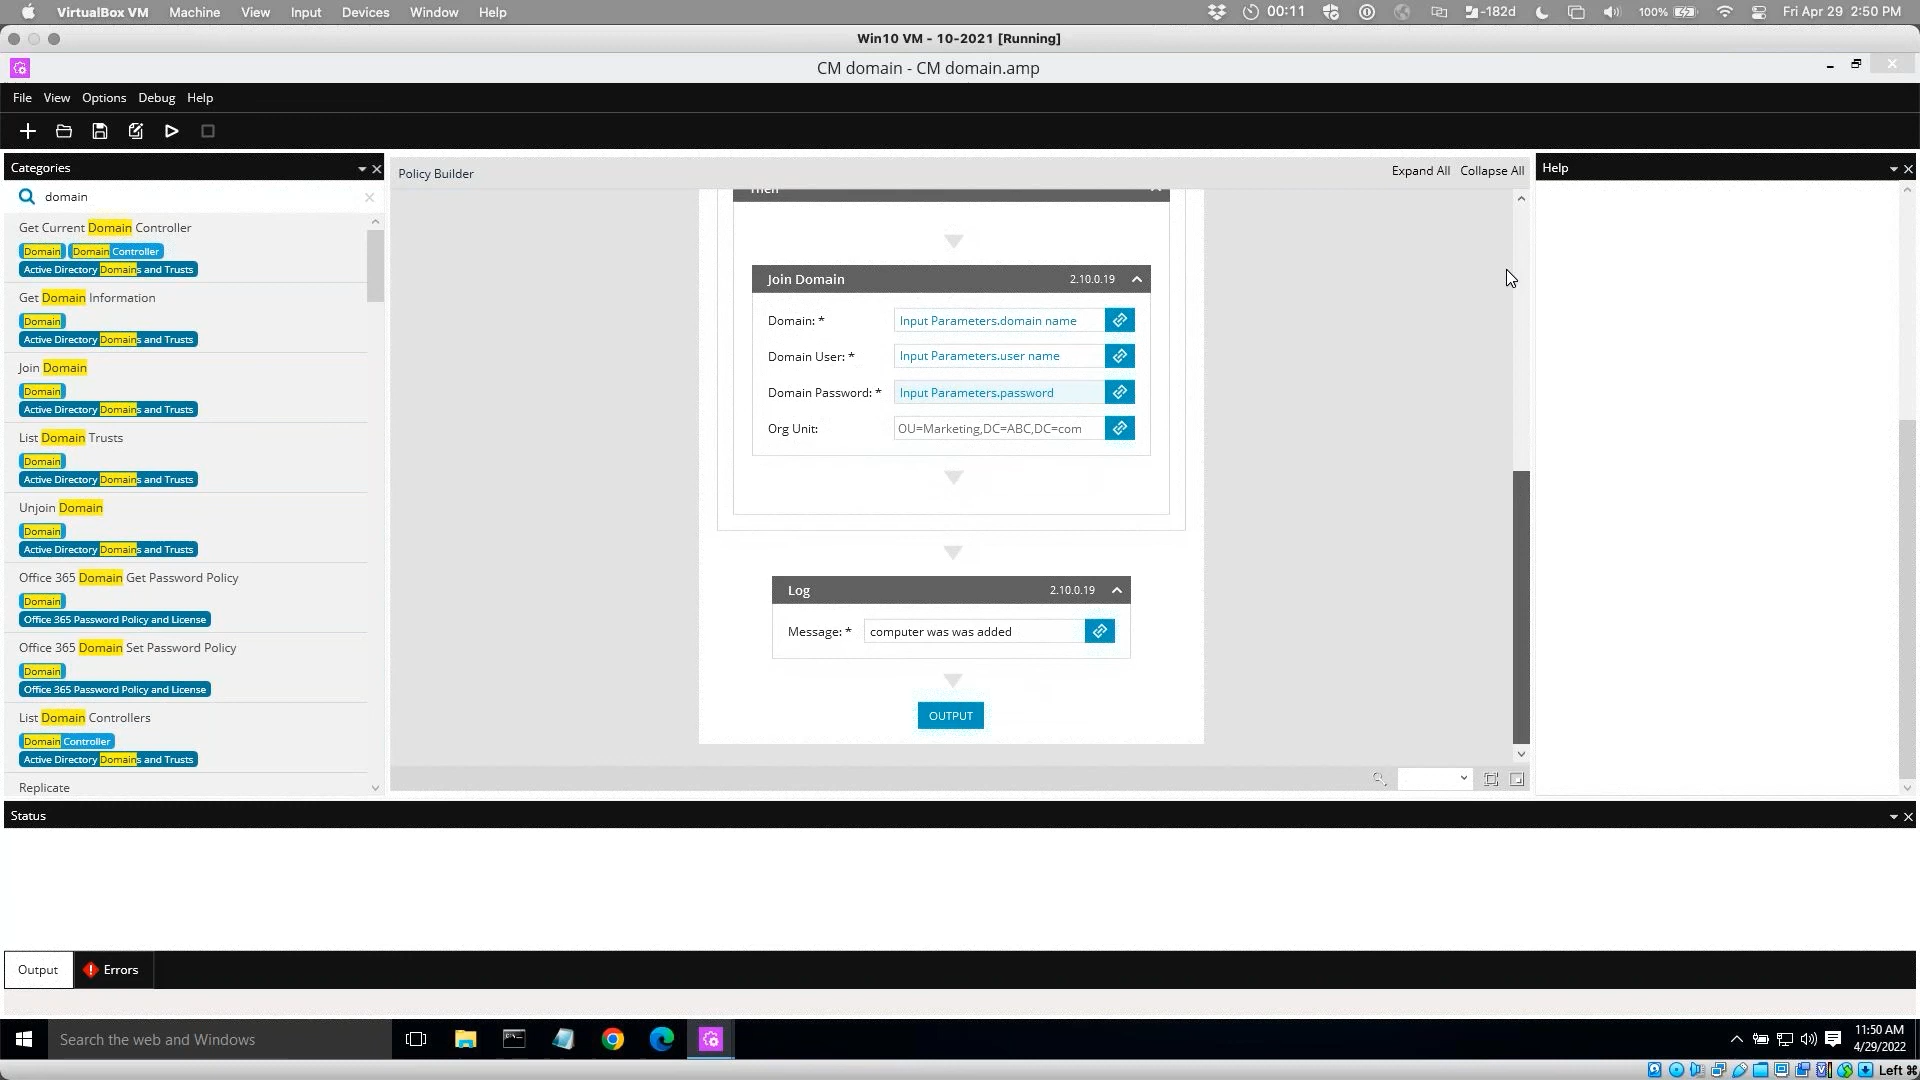 VirtualBox VM Machine View Input Devices Window Help 00:11 -182d 100% Fri Apr 29 2:50 PM
Win10 VM - 10-2021 [Running]
CM domain - CM domain.amp
File View Options Debug Help
Categories
domain
Get Current Domain Controller
Domain Domain Controller
Active Directory Domains and Trusts
Get Domain Information
Domain
Active Directory Domains and Trusts
Join Domain
Domain
Active Directory Domains and Trusts
List Domain Trusts
Domain
Active Directory Domains and Trusts
Unjoin Domain
Domain
Active Directory Domains and Trusts
Office 365 Domain Get Password Policy
Domain
Office 365 Password Policy and License
Office 365 Domain Set Password Policy
Domain
Office 365 Password Policy and License
List Domain Controllers
Domain Controller
Active Directory Domains and Trusts
Replicate
Policy Builder
Expand All Collapse All
Then
Join Domain 2.10.0.19
Domain: * Input Parameters.domain name
Domain User: * Input Parameters.user name
Domain Password: * Input Parameters.password
Org Unit: OU=Marketing,DC=ABC,DC=com
Log 2.10.0.19
Message: * computer was was added
OUTPUT
Help
Status
Output Errors
Search the web and Windows
11:50 AM
4/29/2022
Left ⌘